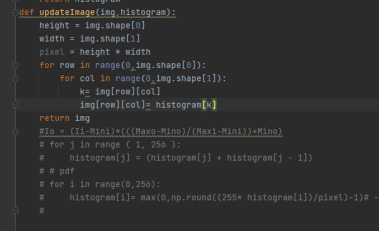 return histogram
def updateImage(img,histogram):
    height = img.shape[0]
    width = img.shape[1]
    pixel = height * width
    for row in range(0,img.shape[0]):
        for col in range(0,img.shape[1]):
            k= img[row][col]
            img[row][col]= histogram[k]
    return img
    #Io = (Ii-Mini)*(((Maxo-Mino)/(Maxi-Mini))+Mino)
    # for j in range ( 1, 256 ):
    #     histogram[j] = (histogram[j] + histogram[j - 1])
    # # pdf
    # for i in range(0,256):
    #     histogram[i]= max(0,np.round((255* histogram[i])/pixel)-1)# -
    #